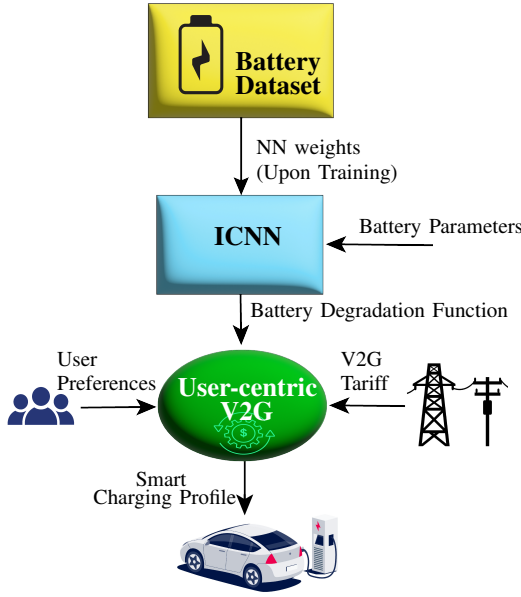 Battery
Dataset
NN weights
(Upon Training)
ICNN
Battery Parameters
Battery Degradation Function
User
Preferences
User-centric
V2G
$
V2G
Tariff
Smart
Charging Profile